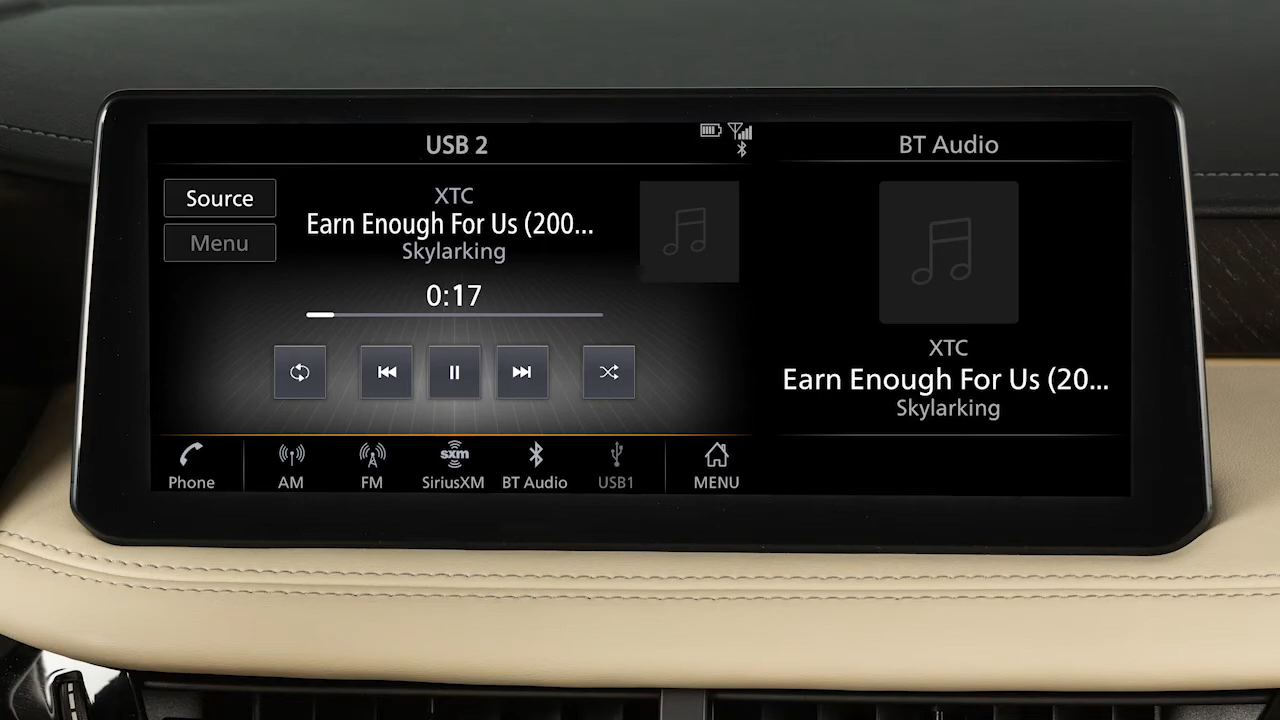 USB 2
Source
Menu
XTC
Earn Enough For Us (200...
Skylarking
0:17
Phone
AM
FM
sxm
SiriusXM
BT Audio
USB1
MENU
BT Audio
XTC
Earn Enough For Us (20...
Skylarking